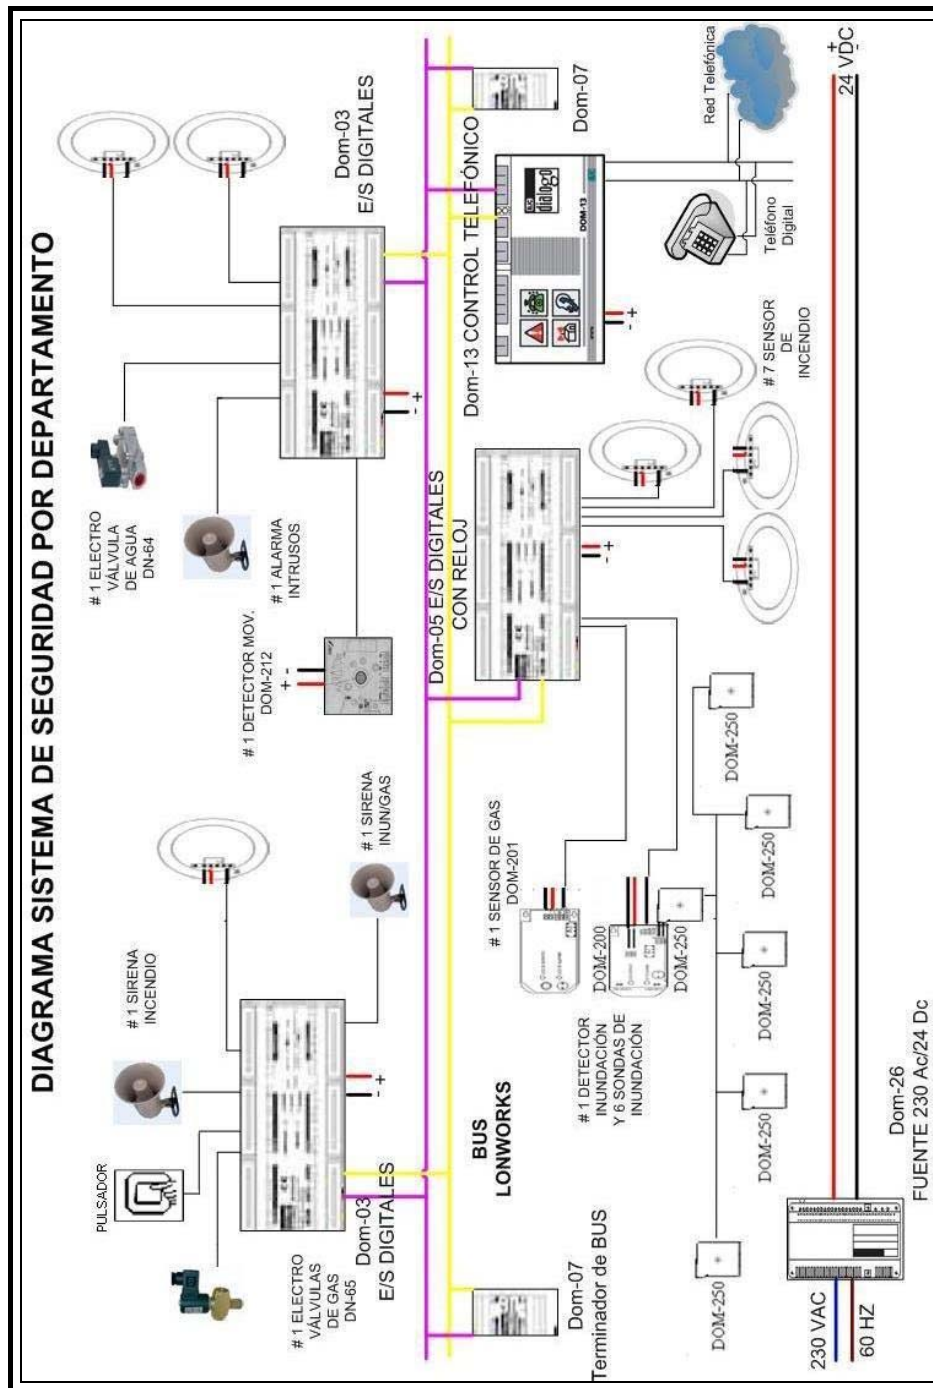 DIAGRAMA SISTEMA DE SEGURIDAD POR DEPARTAMENTO
PULSADOR
# 1 SIRENA
INCENDIO
# 1 ELECTRO
VÁLVULAS
DE GAS
DN-65
Dom-03
E/S DIGITALES
# 1 SIRENA
INUN/GAS
# 1 DETECTOR MOV.
DOM-212
+ -
# 1 ELECTRO
VÁLVULA
DE AGUA
DN-64
# 1 ALARMA
INTRUSOS
Dom-03
E/S DIGITALES
- +
- +
BUS
LONWORKS
Dom-07
Terminador de BUS
Dom-05 E/S DIGITALES
CON RELOJ
- +
Dom-13 CONTROL TELEFÓNICO
dialogo
DOM-13
- +
Dom-07
Red Telefónica
Teléfono
Digital
# 7 SENSOR
DE
INCENDIO
# 1 SENSOR DE GAS
DOM-201
# 1 DETECTOR
INUNDACIÓN
Y 6 SONDAS DE
INUNDACIÓN
DOM-200
DOM-250
DOM-250
DOM-250
DOM-250
DOM-250
DOM-250
230 VAC
60 HZ
Dom-26
FUENTE 230 Ac/24 Dc
+ -
24 VDC